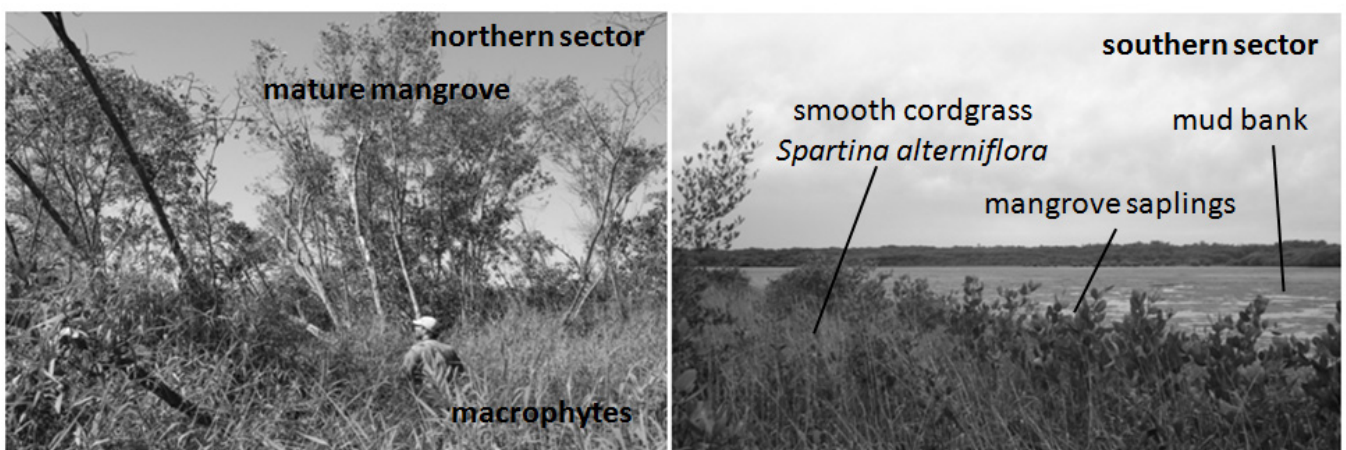 northern sector
mature mangrove
macrophytes
southern sector
smooth cordgrass
Spartina alterniflora
mud bank
mangrove saplings